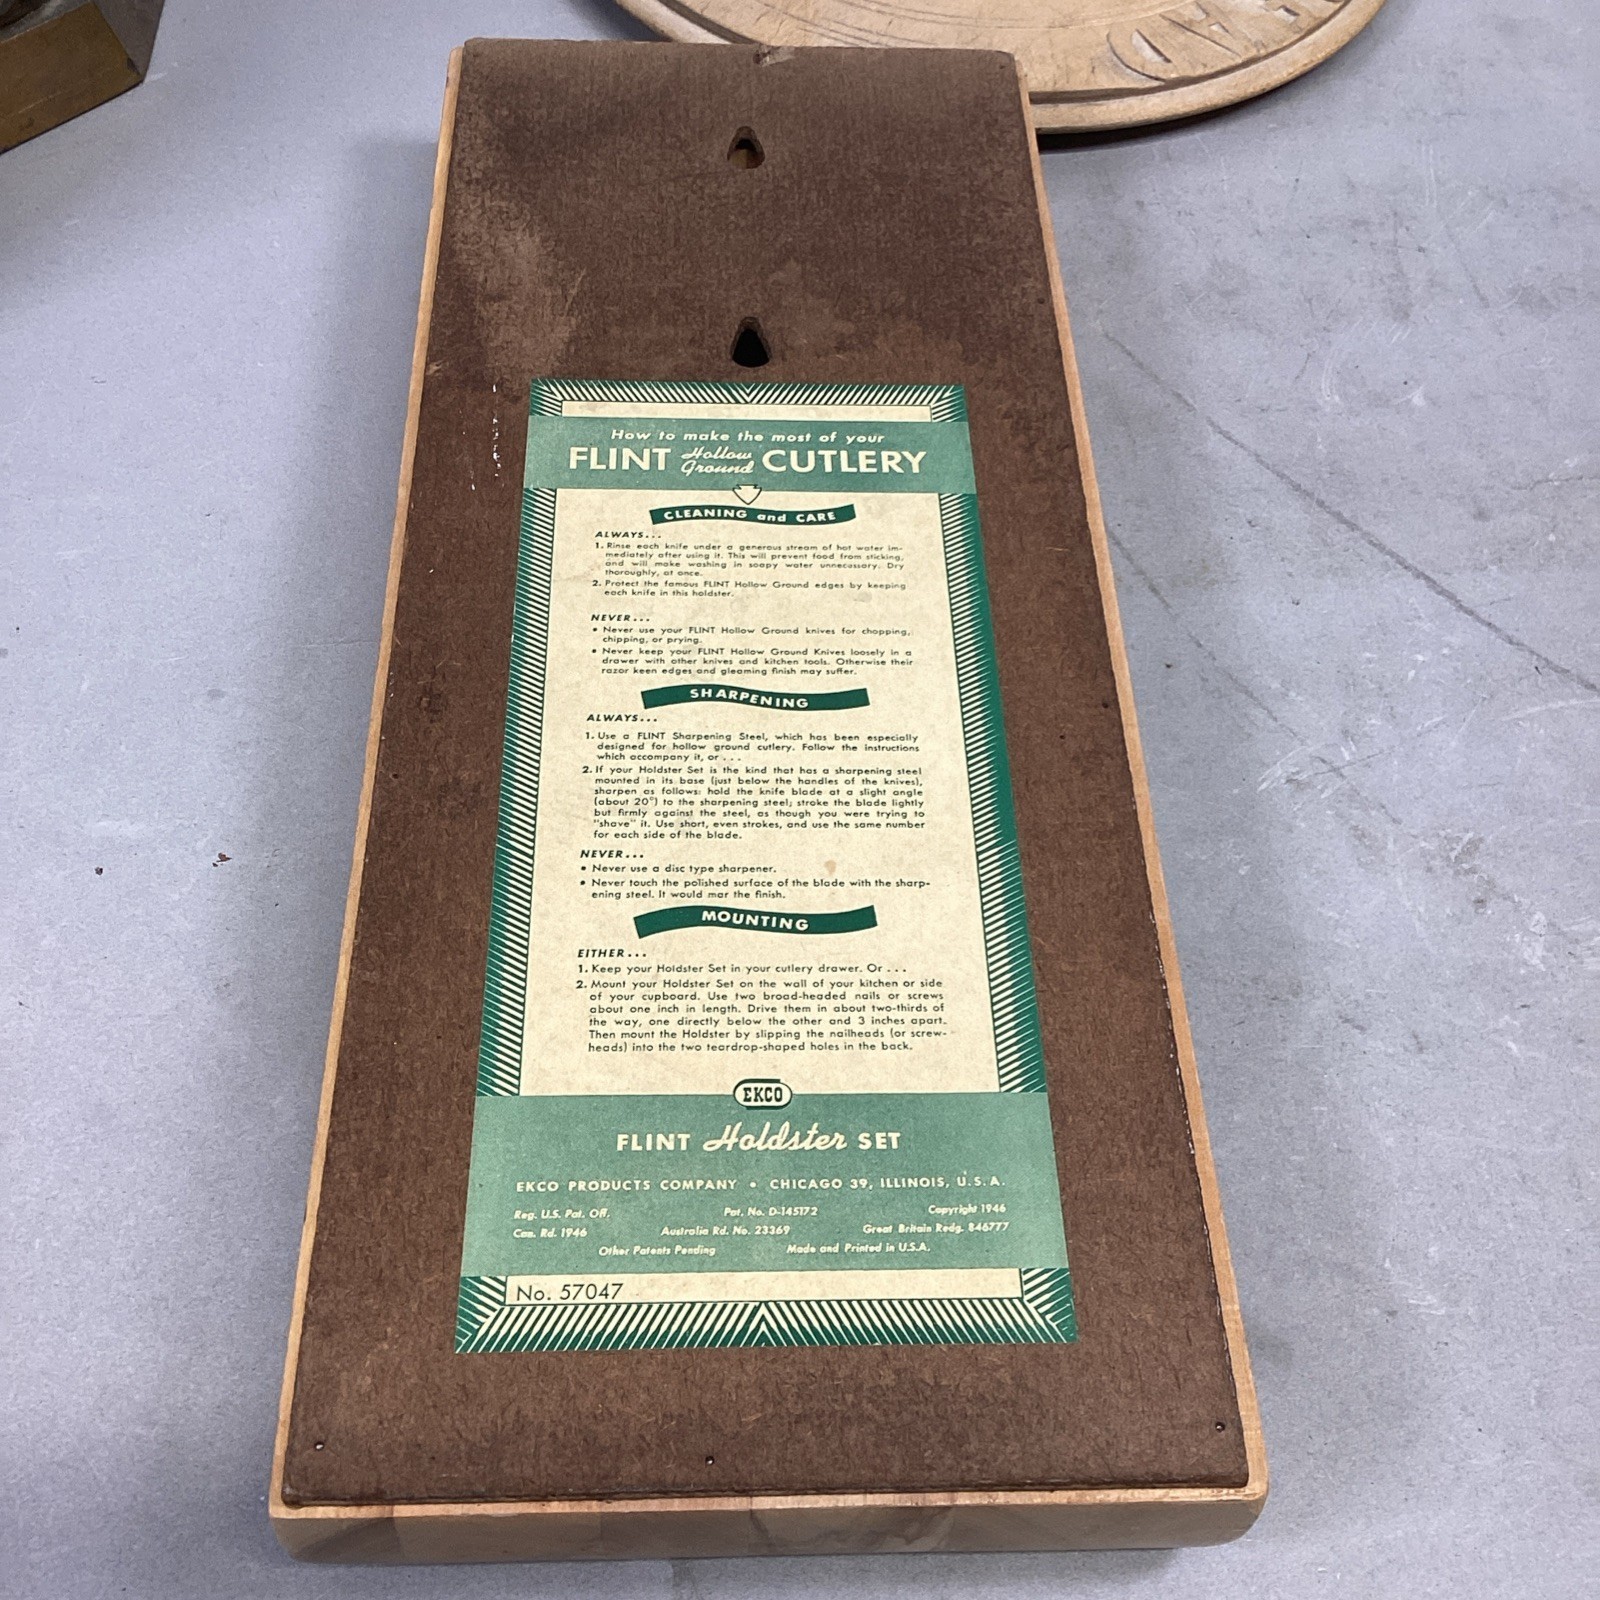 EAD
How to make the most of your
FLINT Hollow Ground CUTLERY
CLEANING and CARE
ALWAYS...
1. Rinse each knife under a generous stream of hot water im-
mediately after using it. This will prevent food from sticking,
and will make washing in soapy water unnecessary. Dry
thoroughly, at once.
2. Protect the famous FLINT Hollow Ground edges by keeping
each knife in this holdster.
NEVER...
• Never use your FLINT Hollow Ground knives for chopping,
chipping, or prying.
• Never keep your FLINT Hollow Ground Knives loosely in a
drawer with other knives and kitchen tools. Otherwise their
razor keen edges and gleaming finish may suffer.
SHARPENING
ALWAYS...
1. Use a FLINT Sharpening Steel, which has been especially
designed for hollow ground cutlery. Follow the instructions
which accompany it, or . . .
2. If your Holdster Set is the kind that has a sharpening steel
mounted in its base (just below the handles of the knives),
sharpen as follows: hold the knife blade at a slight angle
(about 20°) to the sharpening steel; stroke the blade lightly
but firmly against the steel, as though you were trying to
"shave" it. Use short, even strokes, and use the same number
for each side of the blade.
NEVER...
• Never use a disc type sharpener.
• Never touch the polished surface of the blade with the sharp-
ening steel. It would mar the finish.
MOUNTING
EITHER...
1. Keep your Holdster Set in your cutlery drawer. Or . . .
2. Mount your Holdster Set on the wall of your kitchen or side
of your cupboard. Use two broad-headed nails or screws
about one inch in length. Drive them in about two-thirds of
the way, one directly below the other and 3 inches apart.
Then mount the Holdster by slipping the nailheads (or screw-
heads) into the two teardrop-shaped holes in the back.
EKCO
FLINT Holdster SET
EKCO PRODUCTS COMPANY • CHICAGO 39, ILLINOIS, U.S.A.
Reg. U.S. Pat. Off. Pat. No. D-145172 Copyright 1946
Can. Rd. 1946 Australia Rd. No. 23369 Great Britain Redg. 846777
Other Patents Pending Made and Printed in U.S.A.
No. 57047